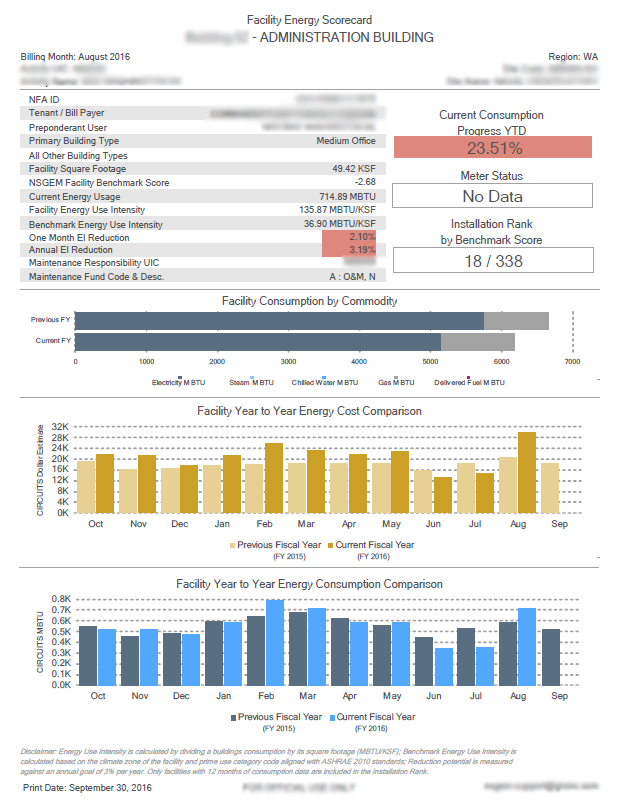 Facility Energy Scorecard
- ADMINISTRATION BUILDING
Billing Month: August 2016 Region: WA
NFA ID
Tenant / Bill Payer
Preponderant User
Primary Building Type Medium Office
All Other Building Types
Facility Square Footage 49.42 KSF
NSGEM Facility Benchmark Score -2.68
Current Energy Usage 714.89 MBTU
Facility Energy Use Intensity 135.87 MBTU/KSF
Benchmark Energy Use Intensity 36.90 MBTU/KSF
One Month EI Reduction 2.10%
Annual EI Reduction 3.19%
Maintenance Responsibility UIC
Maintenance Fund Code & Desc. A : O&M, N
Current Consumption
Progress YTD
23.51%
Meter Status
No Data
Installation Rank
by Benchmark Score
18 / 338
Facility Consumption by Commodity
Previous FY
Current FY
0 1000 2000 3000 4000 5000 6000 7000
Electricity MBTU Steam MBTU Chilled Water MBTU Gas MBTU Delivered Fuel MBTU
Facility Year to Year Energy Cost Comparison
CIRCUITS Dollar Estimate
32K
28K
24K
20K
16K
12K
8K
4K
0K
Oct Nov Dec Jan Feb Mar Apr May Jun Jul Aug Sep
Previous Fiscal Year Current Fiscal Year
(FY 2015) (FY 2016)
Facility Year to Year Energy Consumption Comparison
CIRCUITS MBTU
0.8K
0.7K
0.6K
0.5K
0.4K
0.3K
0.2K
0.1K
0.0K
Oct Nov Dec Jan Feb Mar Apr May Jun Jul Aug Sep
Previous Fiscal Year Current Fiscal Year
(FY 2015) (FY 2016)
Disclaimer: Energy Use Intensity is calculated by dividing a buildings consumption by its square footage (MBTU/KSF); Benchmark Energy Use Intensity is
calculated based on the climate zone of the facility and prime use category code aligned with ASHRAE 2010 standards; Reduction potential is measured
against an annual goal of 3% per year. Only facilities with 12 months of consumption data are included in the Installation Rank.
Print Date: September 30, 2016 FOR OFFICIAL USE ONLY